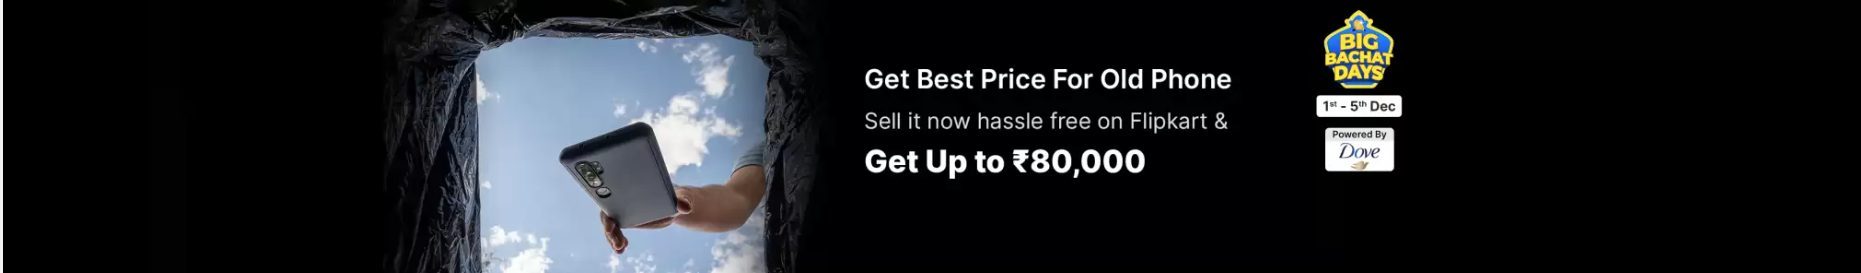 Get Best Price For Old Phone
Sell it now hassle free on Flipkart &
Get Up to ₹80,000
BIG
BACHAT
DAYS
1st - 5th Dec
Powered By
Dove